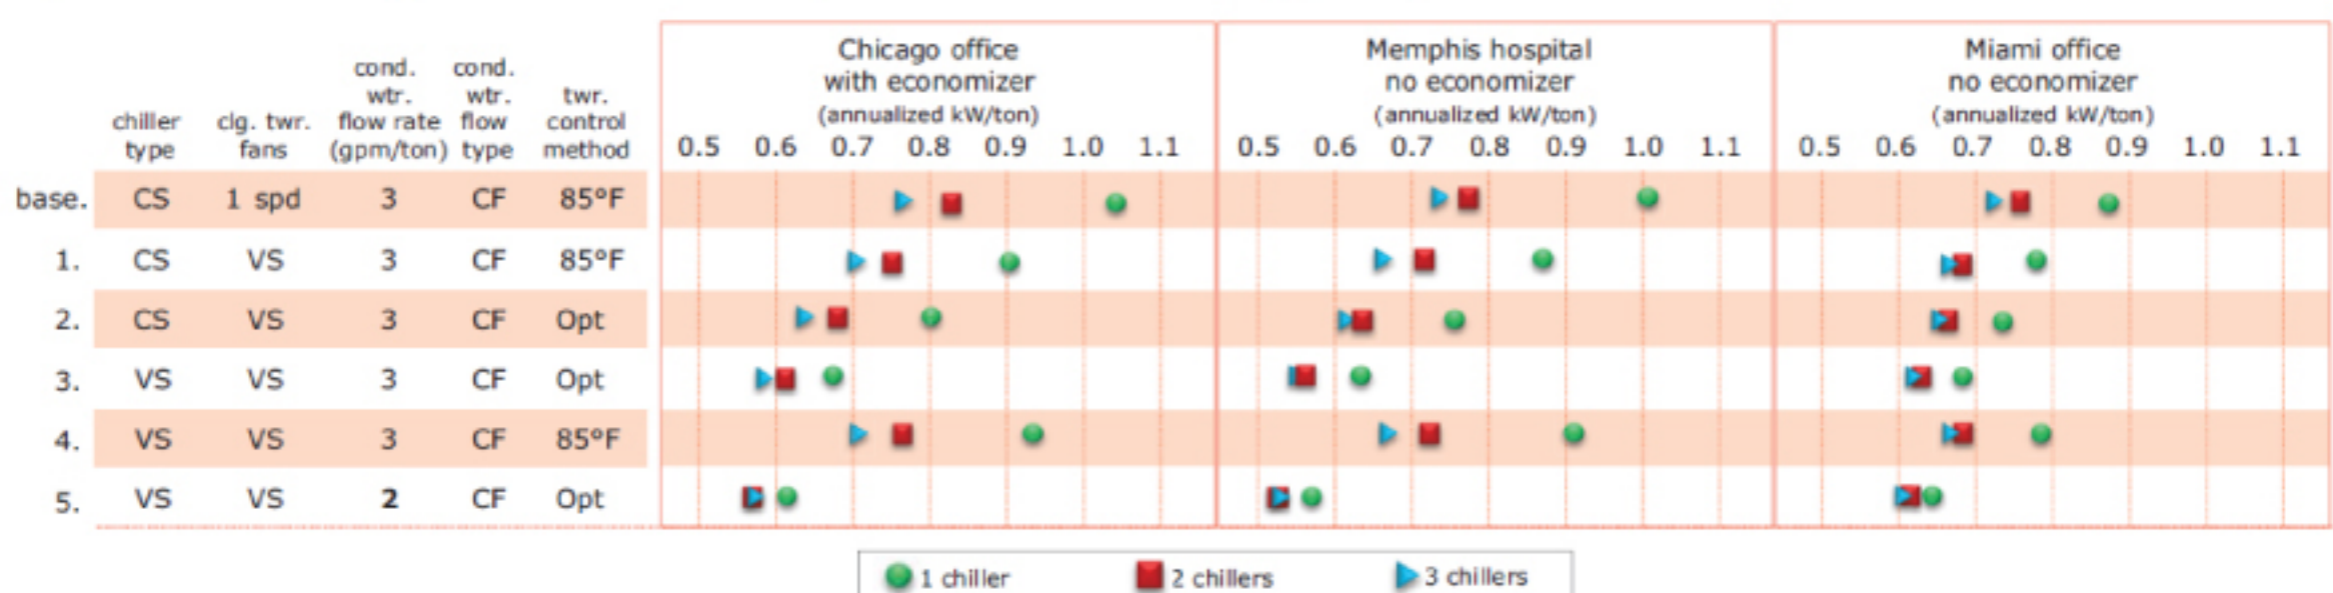 Chicago office
with economizer
(annualized kW/ton)
0.5 0.6 0.7 0.8 0.9 1.0 1.1
Memphis hospital
no economizer
(annualized kW/ton)
0.5 0.6 0.7 0.8 0.9 1.0 1.1
Miami office
no economizer
(annualized kW/ton)
0.5 0.6 0.7 0.8 0.9 1.0 1.1
chiller
type
clg. twr.
fans
cond.
wtr.
flow rate
(gpm/ton)
cond.
wtr.
flow
type
twr.
control
method
base. CS 1 spd 3 CF 85°F
1. CS VS 3 CF 85°F
2. CS VS 3 CF Opt
3. VS VS 3 CF Opt
4. VS VS 3 CF 85°F
5. VS VS 2 CF Opt
1 chiller 2 chillers 3 chillers